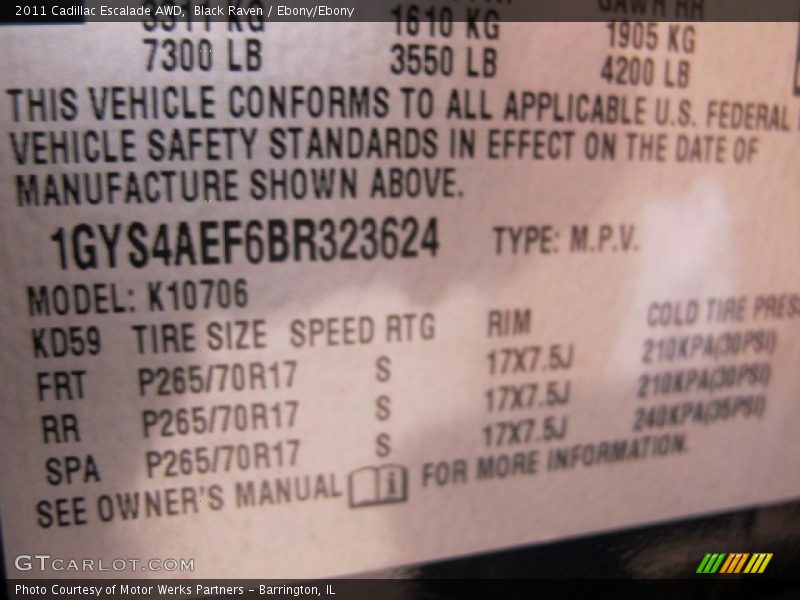 2011 Cadillac Escalade AWD, Black Raven / Ebony/Ebony
KG 1610 KG 1905 KG
7300 LB 3550 LB 4200 LB
THIS VEHICLE CONFORMS TO ALL APPLICABLE U.S. FEDERAL
VEHICLE SAFETY STANDARDS IN EFFECT ON THE DATE OF
MANUFACTURE SHOWN ABOVE.
1GYS4AEF6BR323624 TYPE: M.P.V.
MODEL: K10706
KD59 TIRE SIZE SPEED RTG RIM COLD TIRE PRES
FRT P265/70R17 S 17X7.5J 210KPA(30PSI)
RR P265/70R17 S 17X7.5J 210KPA(30PSI)
SPA P265/70R17 S 17X7.5J 240KPA(35PSI)
SEE OWNER'S MANUAL FOR MORE INFORMATION.
GTCARLOT.COM
Photo Courtesy of Motor Werks Partners - Barrington, IL